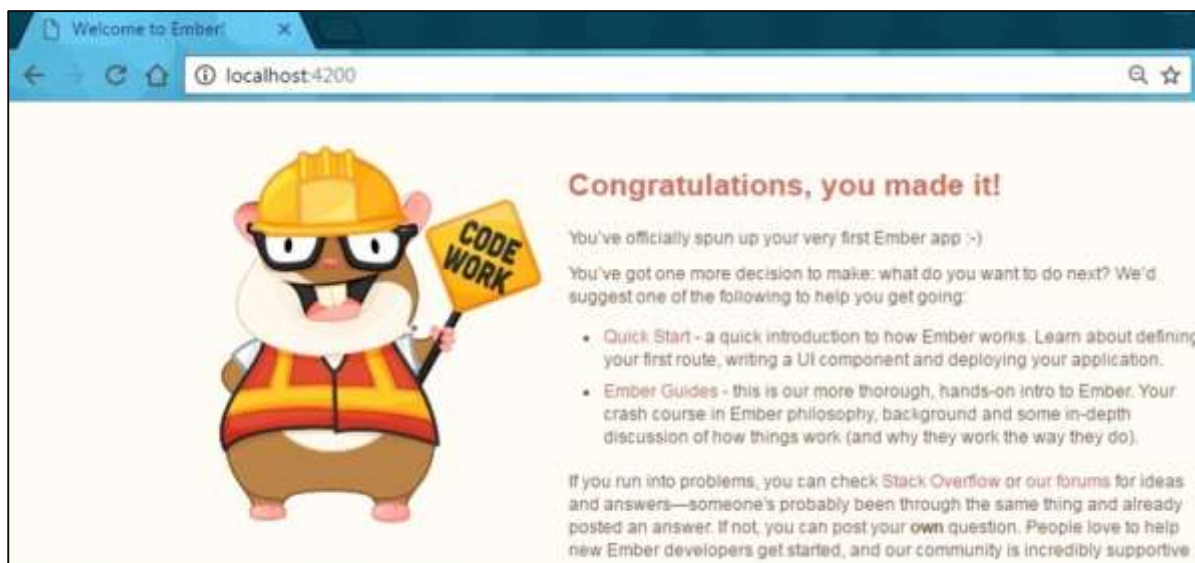 Welcome to Ember!
localhost:4200
CODE
WORK
Congratulations, you made it!
You've officially spun up your very first Ember app :-)
You've got one more decision to make: what do you want to do next? We'd
suggest one of the following to help you get going:
Quick Start - a quick introduction to how Ember works. Learn about defining
your first route, writing a UI component and deploying your application.
Ember Guides - this is our more thorough, hands-on intro to Ember. Your
crash course in Ember philosophy, background and some in-depth
discussion of how things work (and why they work the way they do).
If you run into problems, you can check Stack Overflow or our forums for ideas
and answers—someone's probably been through the same thing and already
posted an answer. If not, you can post your own question. People love to help
new Ember developers get started, and our community is incredibly supportive